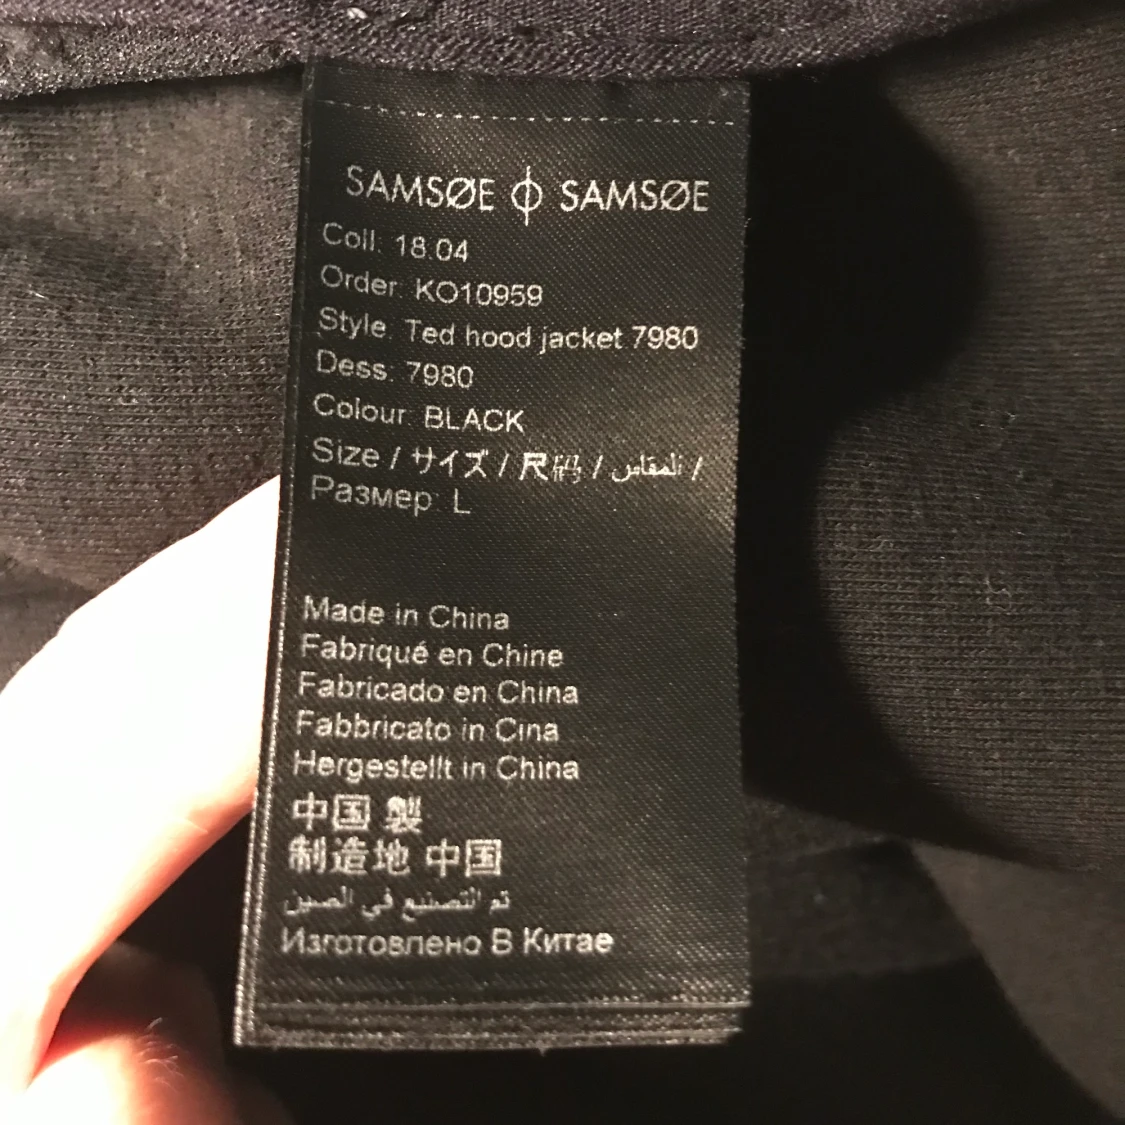 SAMSØE ф SAMSØE
Coll: 18.04
Order: KO10959
Style: Ted hood jacket 7980
Dess: 7980
Colour: BLACK
Size / サイズ / 尺码 / المقاس /
Размер: L
Made in China
Fabriqué en Chine
Fabricado en China
Fabbricato in Cina
Hergestellt in China
中国 製
制造地 中国
تم التصنيع في الصين
Изготовлено В Китае